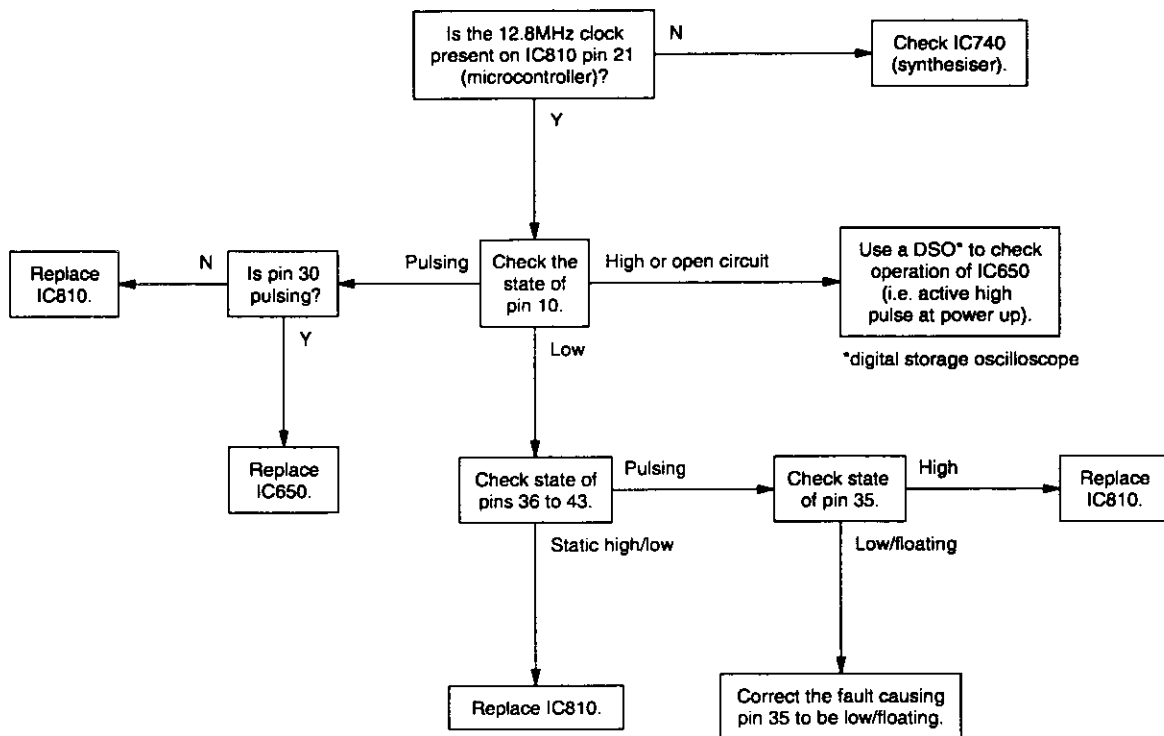 Is the 12.8MHz clock
present on IC810 pin 21
(microcontroller)?
N
Check IC740
(synthesiser).
Y
Replace
IC810.
N
Is pin 30
pulsing?
Pulsing
Check the
state of
pin 10.
High or open circuit
Use a DSO* to check
operation of IC650
(i.e. active high
pulse at power up).
*digital storage oscilloscope
Y
Low
Replace
IC650.
Check state of
pins 36 to 43.
Pulsing
Check state
of pin 35.
High
Replace
IC810.
Static high/low
Low/floating
Replace IC810.
Correct the fault causing
pin 35 to be low/floating.